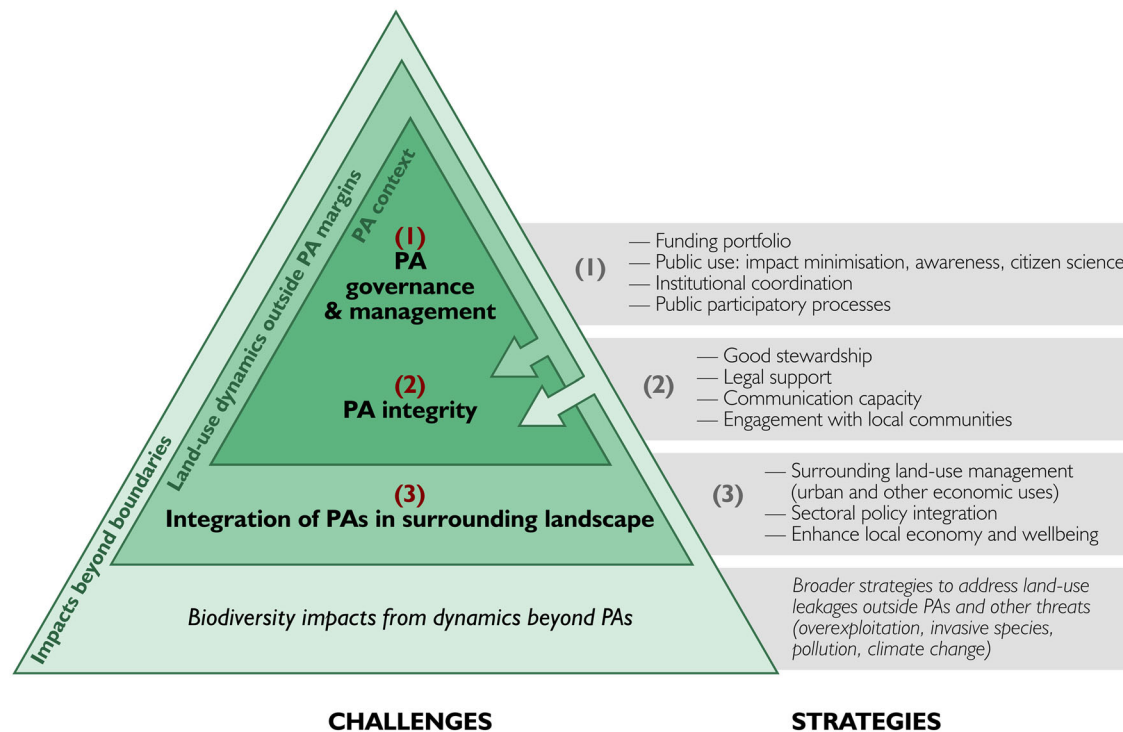 Impacts beyond boundaries
Land-use dynamics outside PA margins
PA context
(1)
PA
governance
& management
(2)
PA integrity
(3)
Integration of PAs in surrounding landscape
Biodiversity impacts from dynamics beyond PAs
(1)
— Funding portfolio
— Public use: impact minimisation, awareness, citizen science
— Institutional coordination
— Public participatory processes
(2)
— Good stewardship
— Legal support
— Communication capacity
— Engagement with local communities
(3)
— Surrounding land-use management
(urban and other economic uses)
— Sectoral policy integration
— Enhance local economy and wellbeing
Broader strategies to address land-use
leakages outside PAs and other threats
(overexploitation, invasive species,
pollution, climate change)
CHALLENGES
STRATEGIES